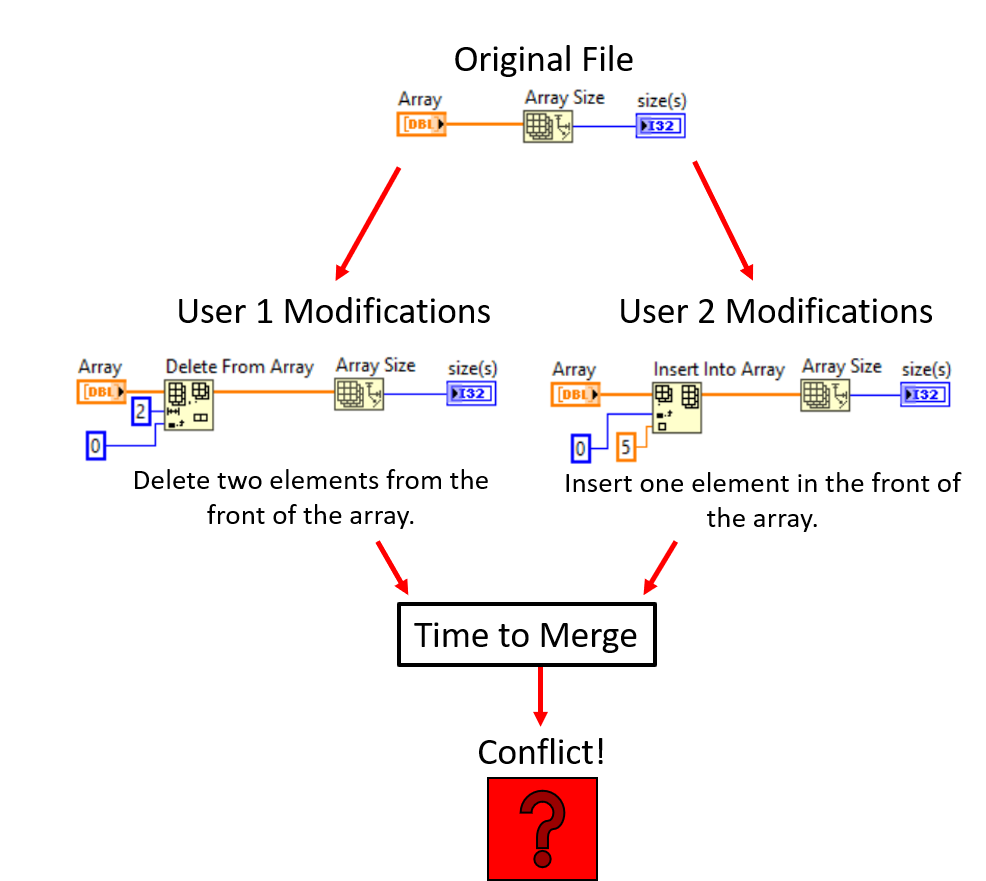 Original File
Array
Array Size
size(s)
[DBL
I32
User 1 Modifications
User 2 Modifications
Array
Delete From Array
Array Size
size(s)
[DBL
I32
2
0
Array
Insert Into Array
Array Size
size(s)
[DBL
I32
0
5
Delete two elements from the
front of the array.
Insert one element in the front of
the array.
Time to Merge
Conflict!
?